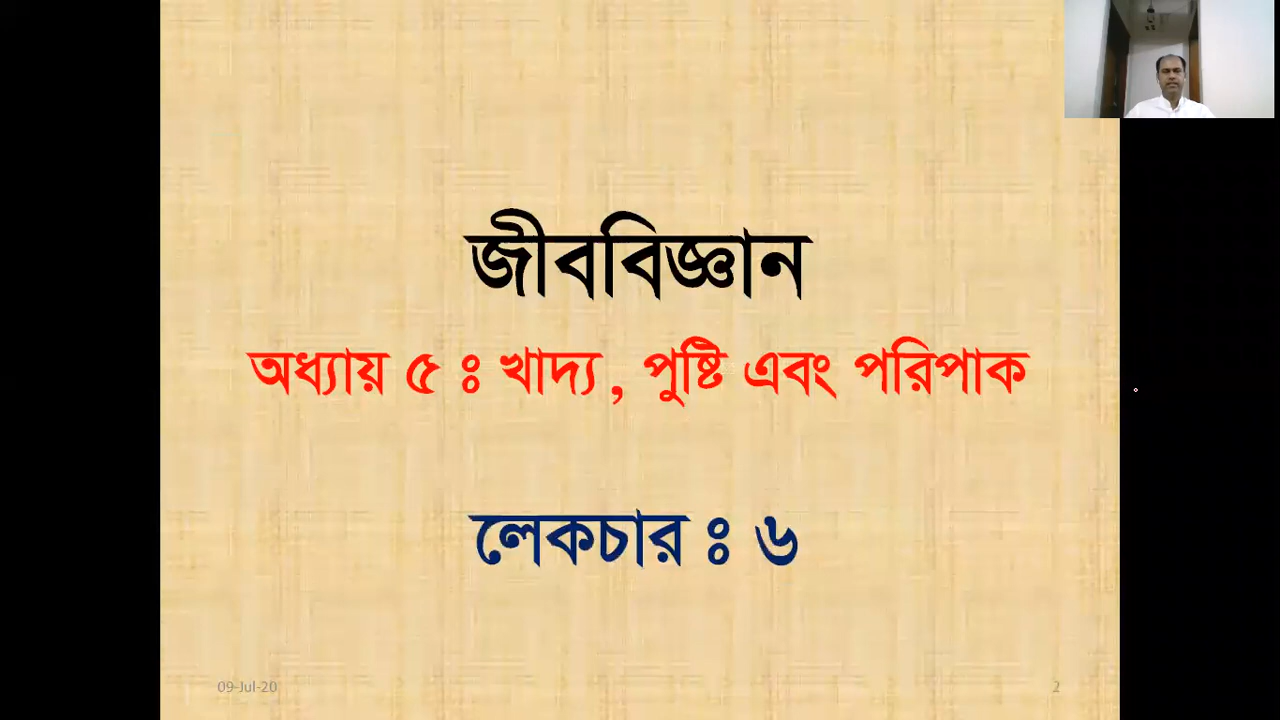 জীববিজ্ঞান
অধ্যায় ৫ ঃ খাদ্য, পুষ্টি এবং পরিপাক
লেকচার ঃ ৬
09-Jul-20
2